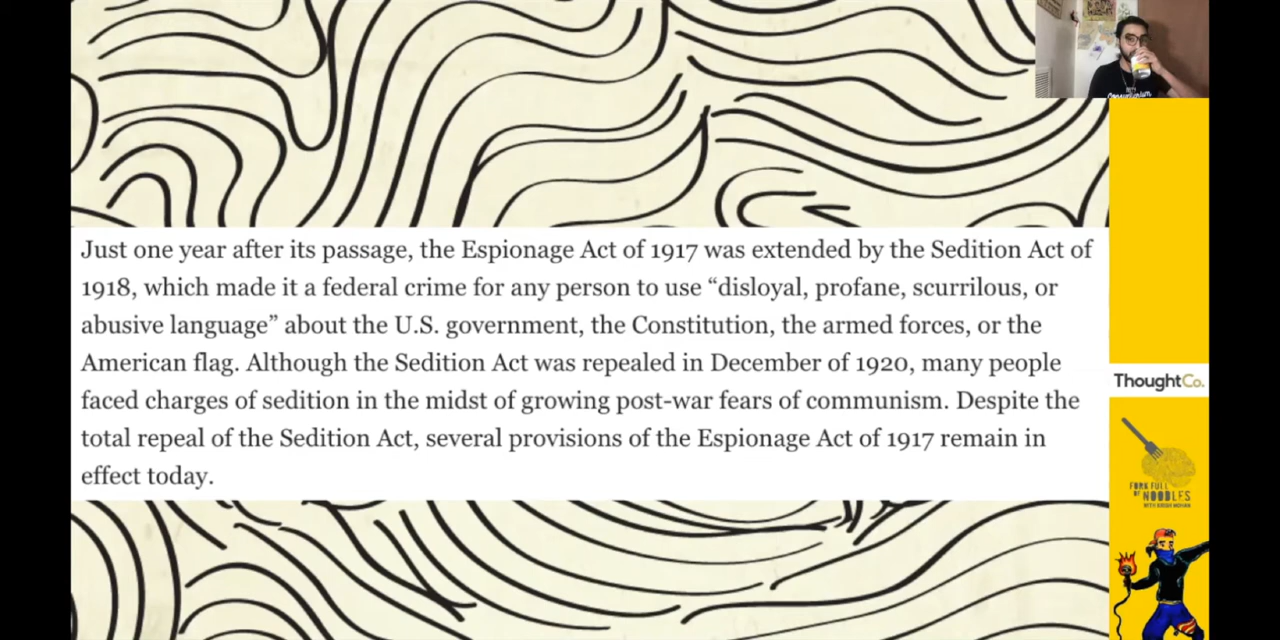 Just one year after its passage, the Espionage Act of 1917 was extended by the Sedition Act of
1918, which made it a federal crime for any person to use “disloyal, profane, scurrilous, or
abusive language” about the U.S. government, the Constitution, the armed forces, or the
American flag. Although the Sedition Act was repealed in December of 1920, many people
faced charges of sedition in the midst of growing post-war fears of communism. Despite the
total repeal of the Sedition Act, several provisions of the Espionage Act of 1917 remain in
effect today.
ThoughtCo.
FORK FULL
OF NOODLES